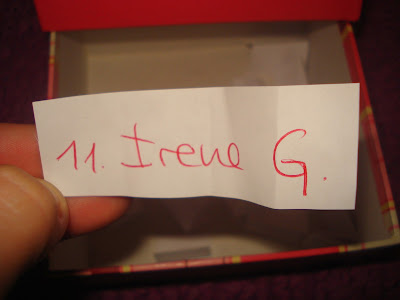 11. Irene G.